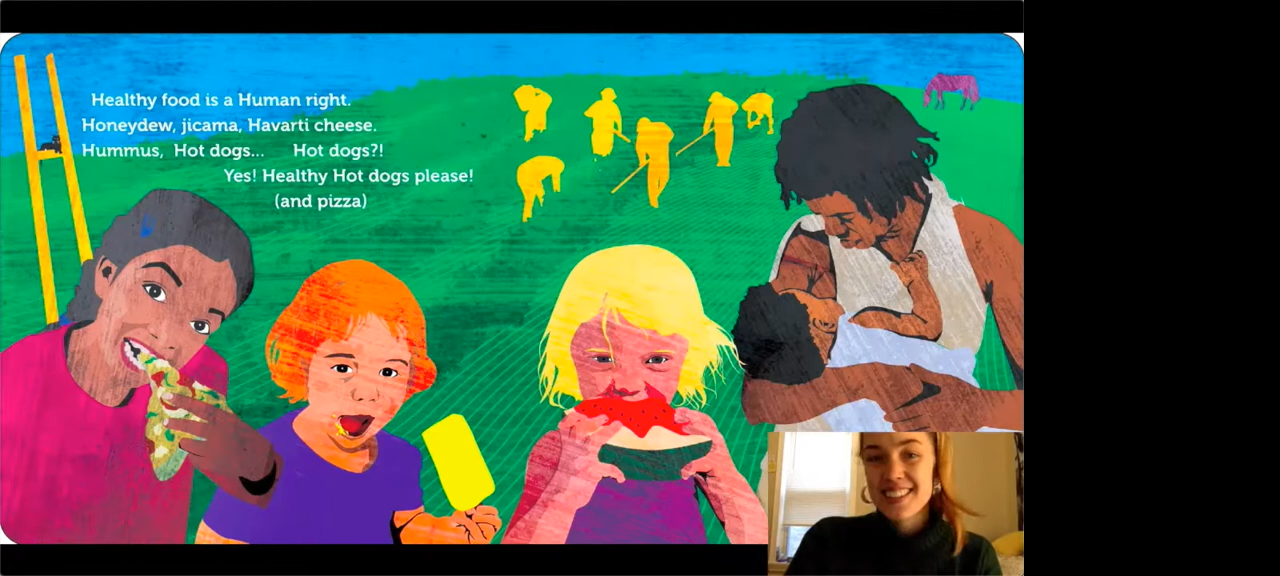 Healthy food is a Human right.
Honeydew, jicama, Havarti cheese.
Hummus, Hot dogs... Hot dogs?!
Yes! Healthy Hot dogs please!
(and pizza)